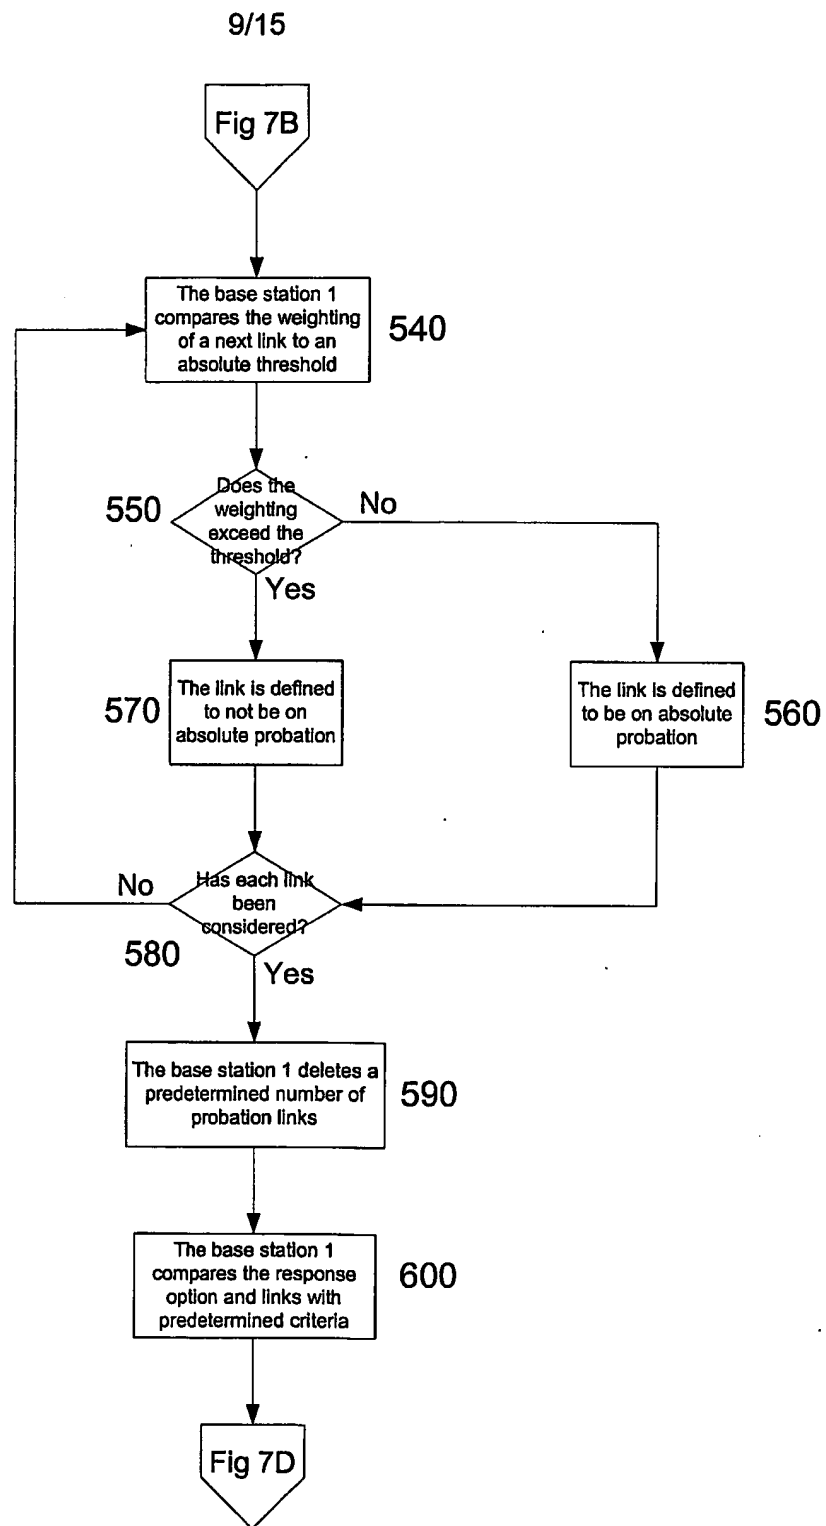 9/15
Fig 7B
The base station 1
compares the weighting
of a next link to an
absolute threshold
540
550
Does the
weighting
exceed the
threshold?
No
Yes
570
The link is defined
to not be on
absolute probation
The link is defined
to be on absolute
probation
560
No
Has each link
been
considered?
580
Yes
The base station 1 deletes a
predetermined number of
probation links
590
The base station 1
compares the response
option and links with
predetermined criteria
600
Fig 7D